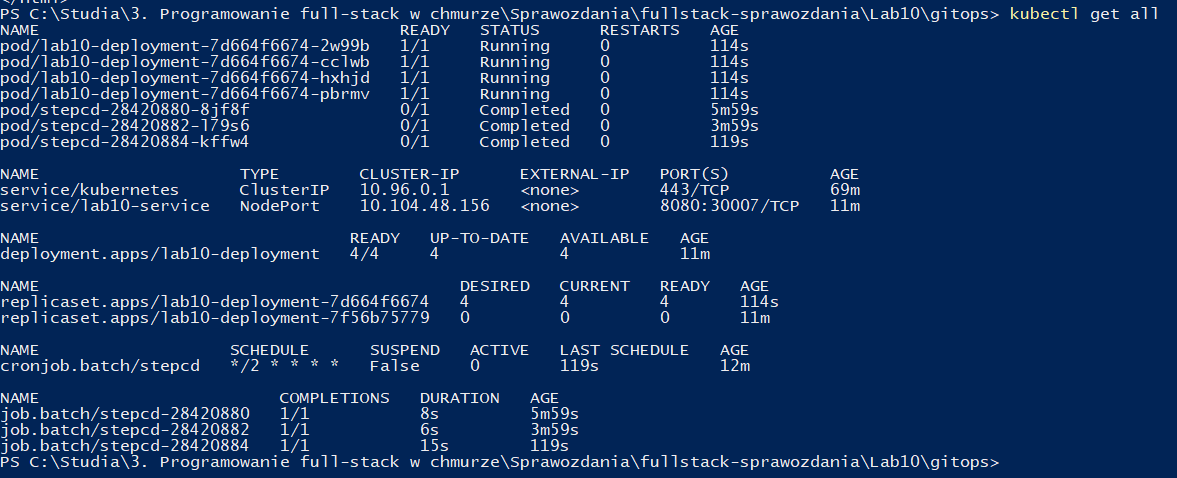 </html>
PS C:\Studia\3. Programowanie full-stack w chmurze\Sprawozdania\fullstack-sprawozdania\Lab10\gitops> kubectl get all
NAME READY STATUS RESTARTS AGE
pod/lab10-deployment-7d664f6674-2w99b 1/1 Running 0 114s
pod/lab10-deployment-7d664f6674-cclwb 1/1 Running 0 114s
pod/lab10-deployment-7d664f6674-hxhjd 1/1 Running 0 114s
pod/lab10-deployment-7d664f6674-pbrmv 1/1 Running 0 114s
pod/stepcd-28420880-8jf8f 0/1 Completed 0 5m59s
pod/stepcd-28420882-l79s6 0/1 Completed 0 3m59s
pod/stepcd-28420884-kffw4 0/1 Completed 0 119s
NAME TYPE CLUSTER-IP EXTERNAL-IP PORT(S) AGE
service/kubernetes ClusterIP 10.96.0.1 <none> 443/TCP 69m
service/lab10-service NodePort 10.104.48.156 <none> 8080:30007/TCP 11m
NAME READY UP-TO-DATE AVAILABLE AGE
deployment.apps/lab10-deployment 4/4 4 4 11m
NAME DESIRED CURRENT READY AGE
replicaset.apps/lab10-deployment-7d664f6674 4 4 4 114s
replicaset.apps/lab10-deployment-7f56b75779 0 0 0 11m
NAME SCHEDULE SUSPEND ACTIVE LAST SCHEDULE AGE
cronjob.batch/stepcd */2 * * * * False 0 119s 12m
NAME COMPLETIONS DURATION AGE
job.batch/stepcd-28420880 1/1 8s 5m59s
job.batch/stepcd-28420882 1/1 6s 3m59s
job.batch/stepcd-28420884 1/1 15s 119s
PS C:\Studia\3. Programowanie full-stack w chmurze\Sprawozdania\fullstack-sprawozdania\Lab10\gitops>